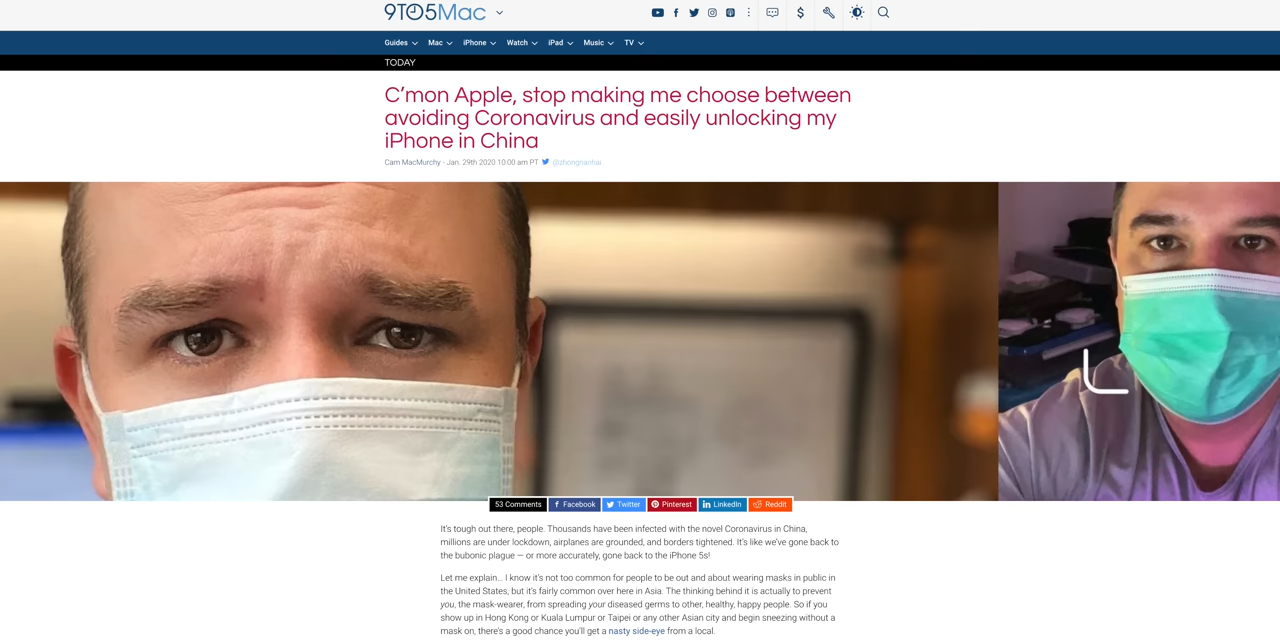 9TO5Mac
Guides Mac iPhone Watch iPad Music TV
TODAY
C’mon Apple, stop making me choose between
avoiding Coronavirus and easily unlocking my
iPhone in China
Cam MacMurchy - Jan. 29th 2020 10:00 am PT @zhongnanhai
53 Comments Facebook Twitter Pinterest LinkedIn Reddit
It’s tough out there, people. Thousands have been infected with the novel Coronavirus in China,
millions are under lockdown, airplanes are grounded, and borders tightened. It’s like we’ve gone back to
the bubonic plague — or more accurately, gone back to the iPhone 5s!
Let me explain… I know it’s not too common for people to be out and about wearing masks in public in
the United States, but it’s fairly common over here in Asia. The thinking behind it is actually to prevent
you, the mask-wearer, from spreading your diseased germs to other, healthy, happy people. So if you
show up in Hong Kong or Kuala Lumpur or Taipei or any other Asian city and begin sneezing without a
mask on, there’s a good chance you’ll get a nasty side-eye from a local.